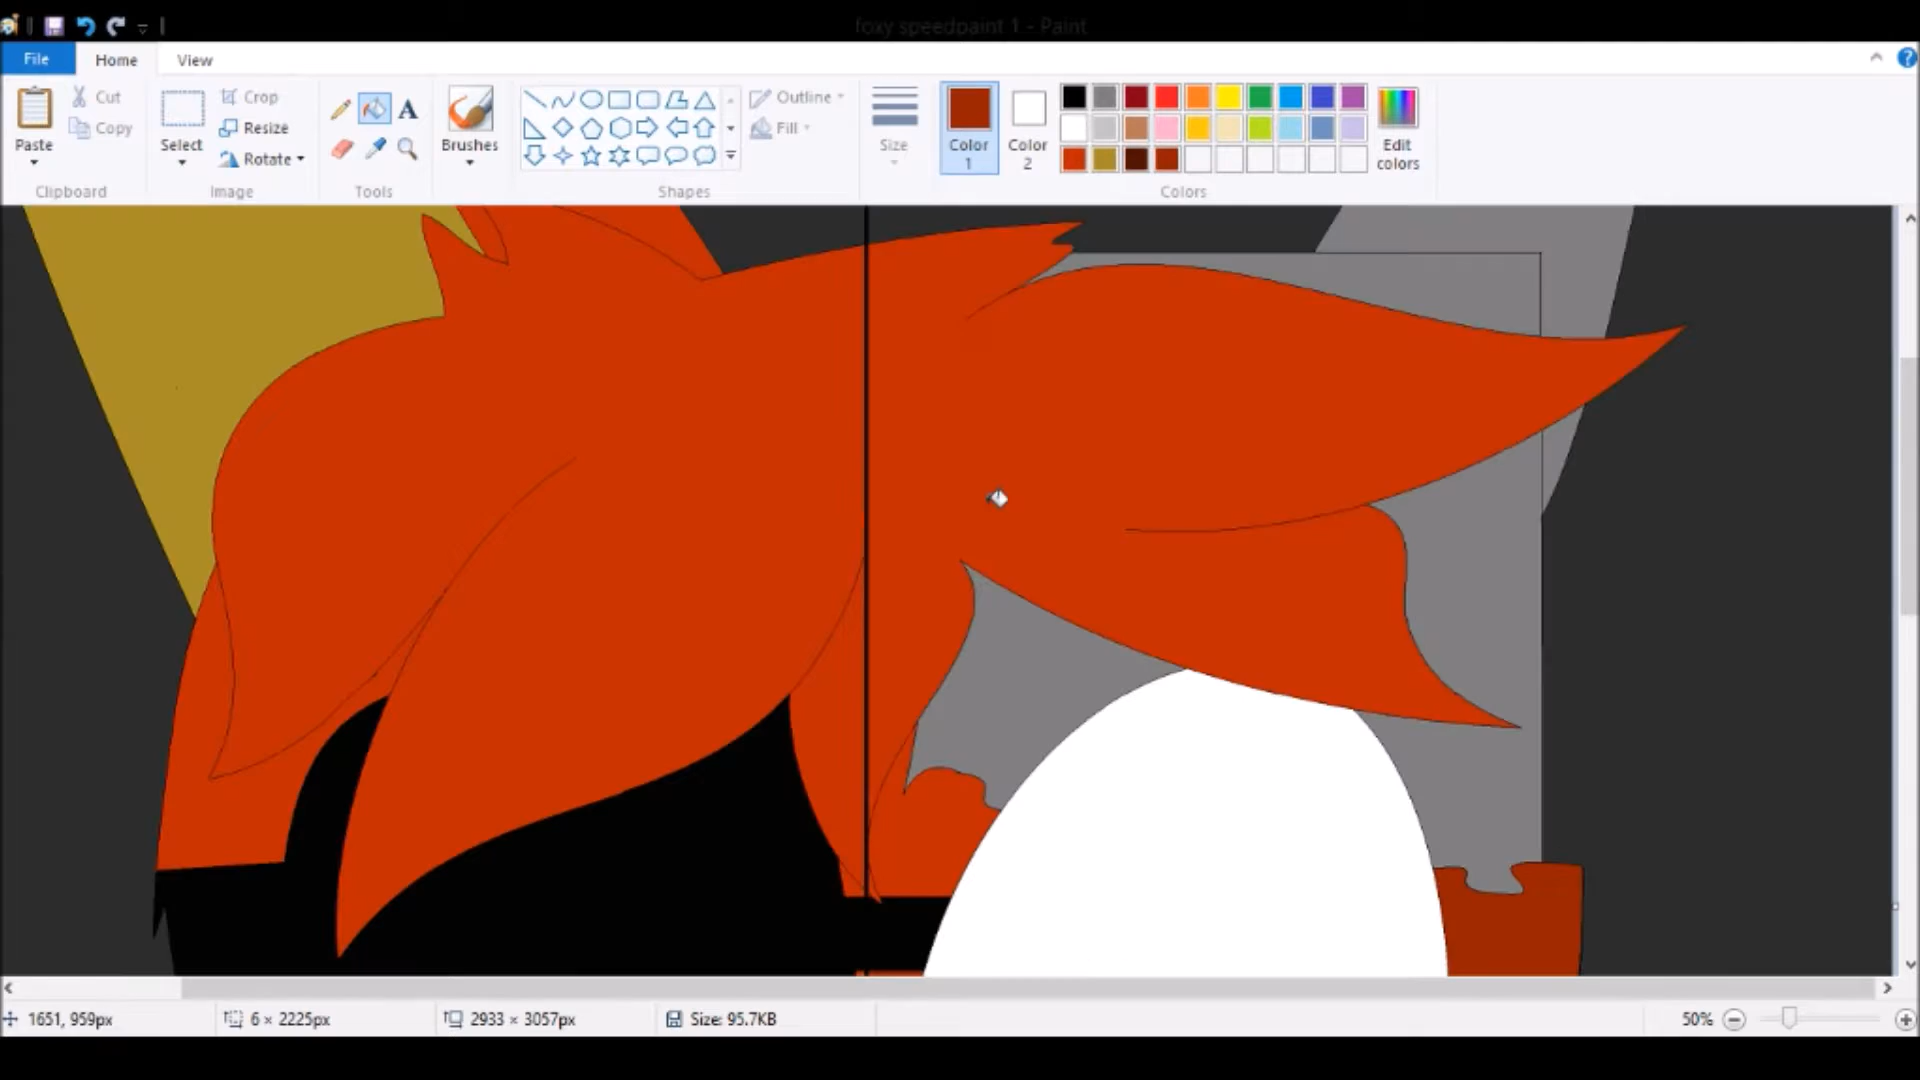 foxy speedpaint 1 - Paint
File Home View
Paste
Cut
Copy
Clipboard
Select
Crop
Resize
Rotate
Image
A
Tools
Brushes
Outline
Fill
Shapes
Size
Color
1
Color
2
Edit
colors
Colors
1651, 959px
6 × 2225px
2933 × 3057px
Size: 95.7KB
50%